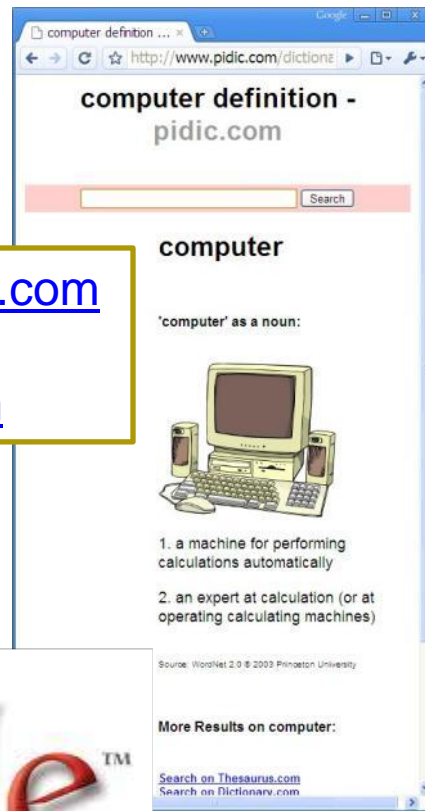 Google
computer definition ...
http://www.pidic.com/dictiona
computer definition -
pidic.com
Search
computer
.com
'computer' as a noun:
1. a machine for performing
calculations automatically
2. an expert at calculation (or at
operating calculating machines)
Source: WordNet 2.0 © 2003 Princeton University
More Results on computer:
TM
e
Search on Thesaurus.com
Search on Dictionary.com